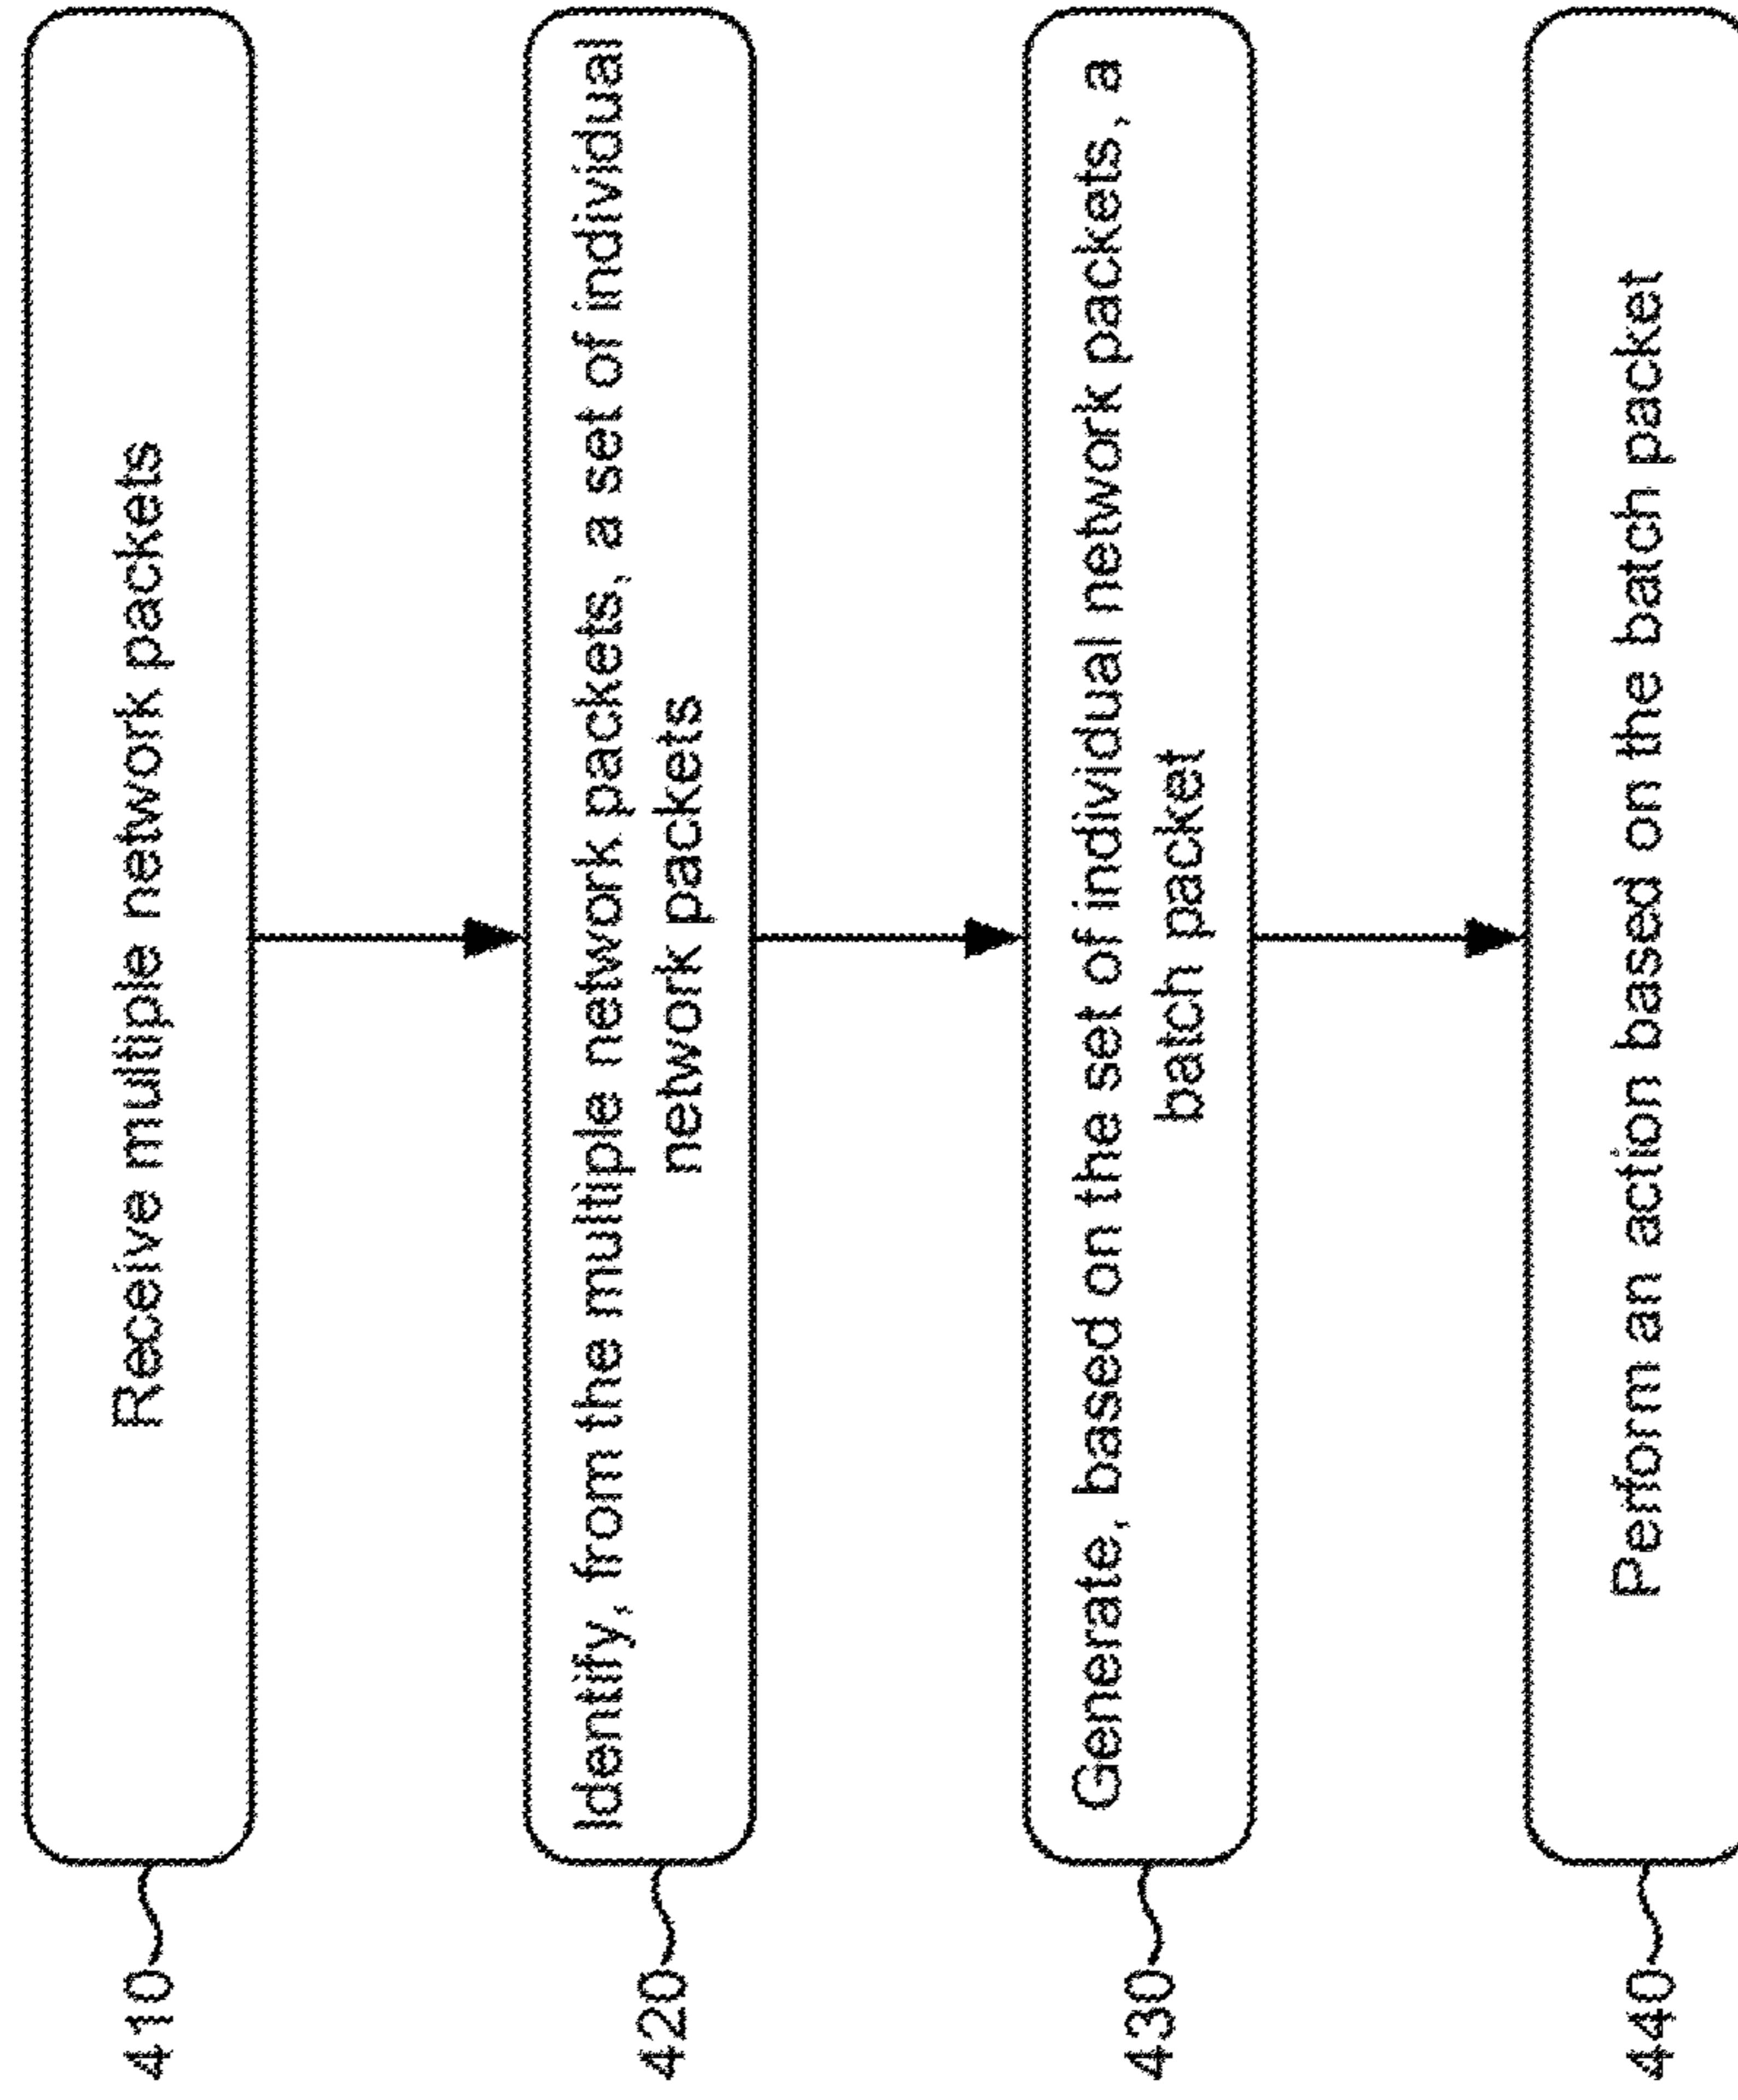 410
Receive multiple network packets
420
Identify, from the multiple network packets, a set of individual
network packets
430
Generate, based on the set of individual network packets, a
batch packet
440
Perform an action based on the batch packet